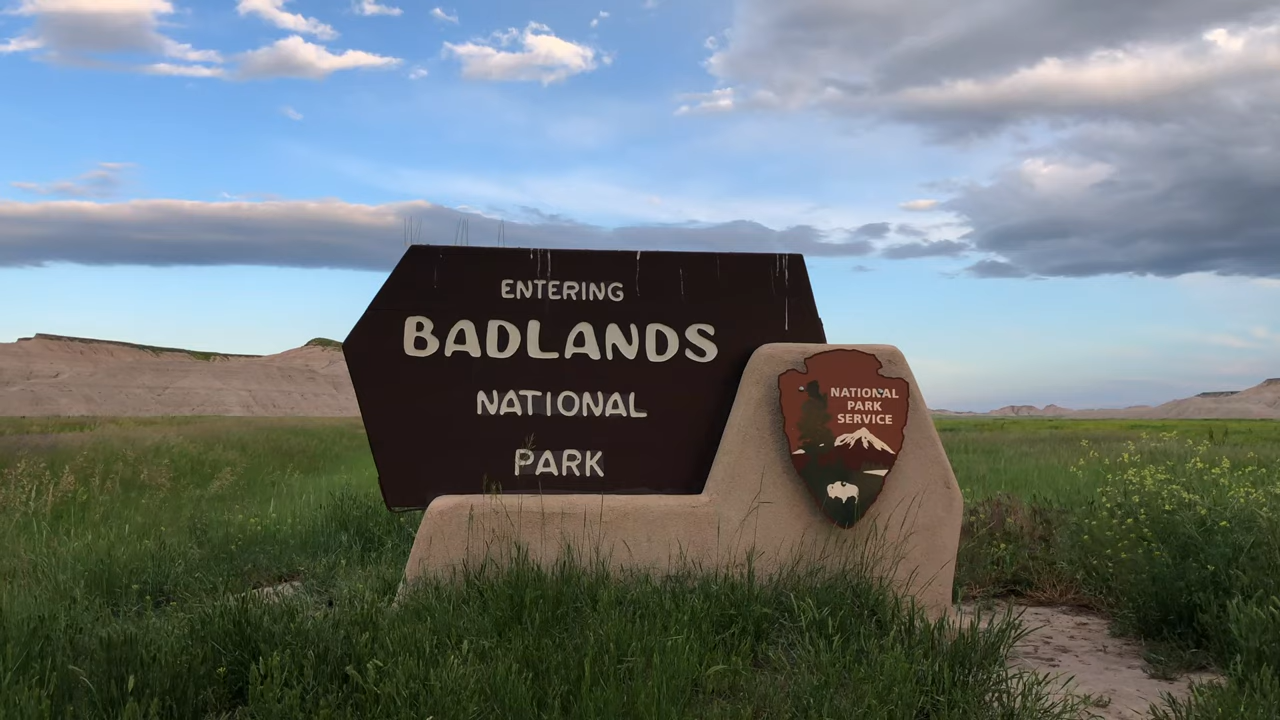 ENTERING
BADLANDS
NATIONAL
PARK
NATIONAL
PARK
SERVICE